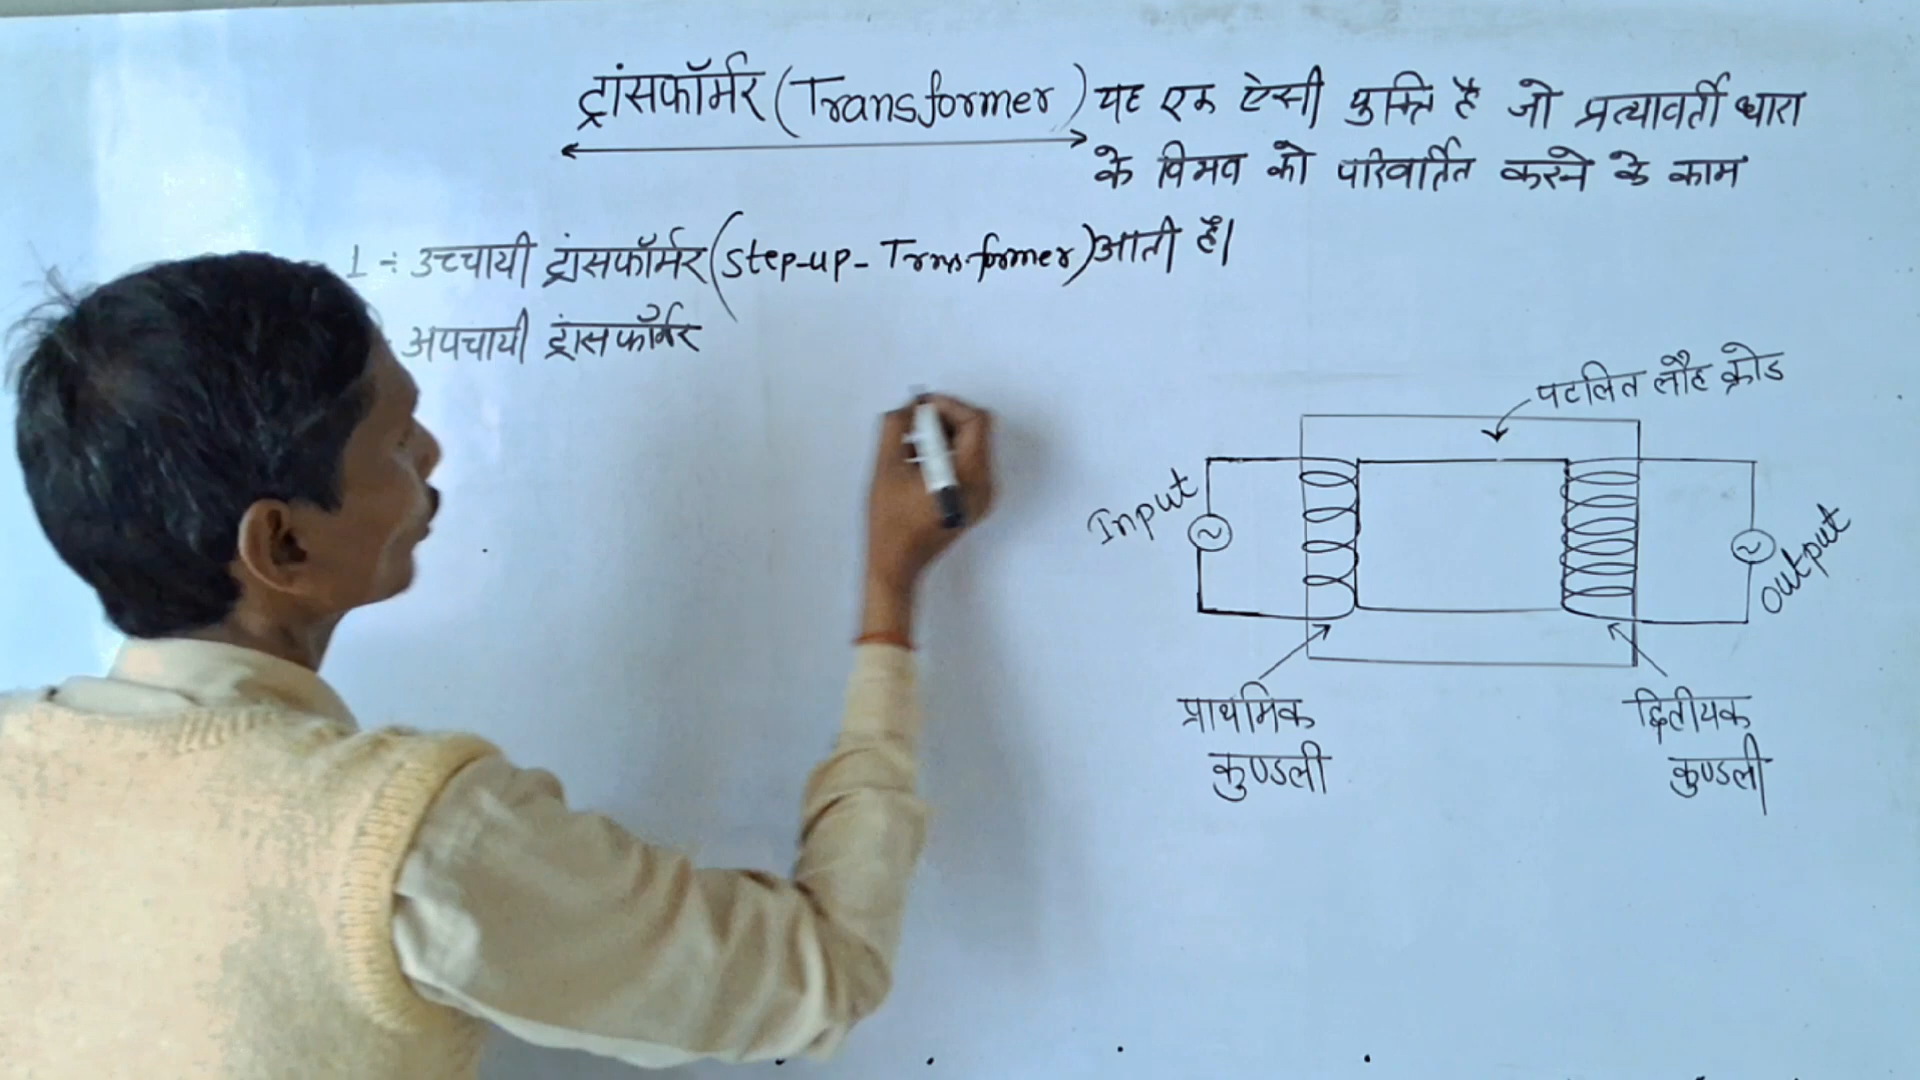 ट्रांसफॉर्मर (Transformer) यह एक ऐसी युक्ति है जो प्रत्यावर्ती धारा
के विभव को परिवर्तित करने के काम
1 :- उच्चायी ट्रांसफॉर्मर (Step-up-Transformer) आती है।
अपचायी ट्रांसफॉर्मर
पटलित लौह क्रोड
Input
output
प्राथमिक
कुण्डली
द्वितीयक
कुण्डली